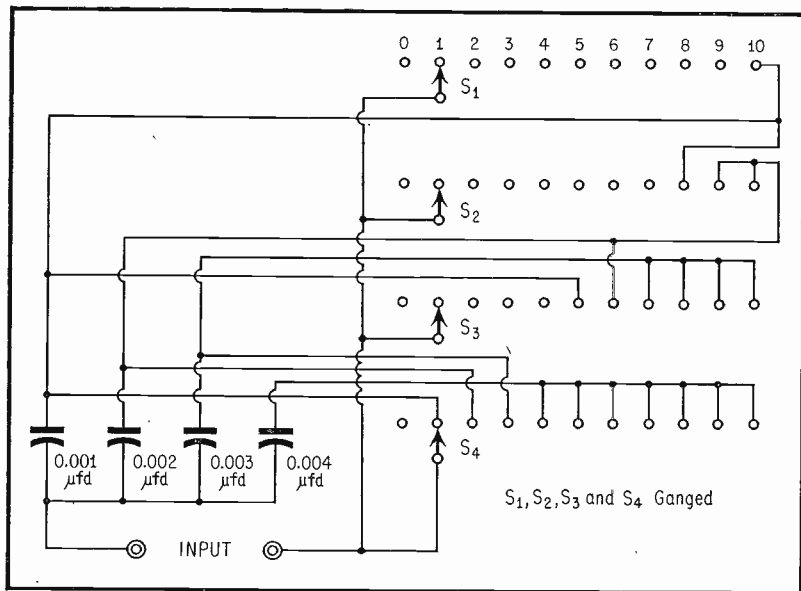 0 1 2 3 4 5 6 7 8 9 10
S1
S2
S3
S4
0.001 µfd
0.002 µfd
0.003 µfd
0.004 µfd
S1, S2, S3 and S4 Ganged
INPUT